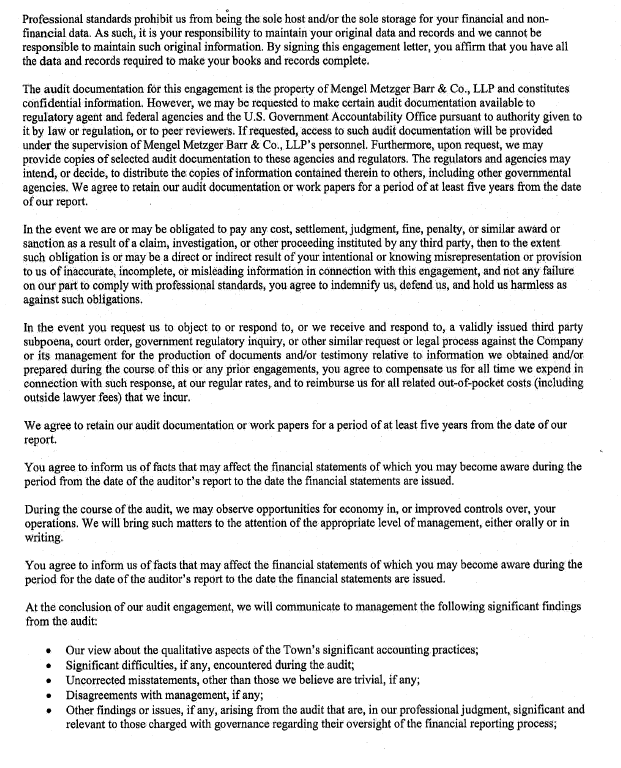 Professional standards prohibit us from being the sole host and/or the sole storage for your financial and non-
financial data. As such, it is your responsibility to maintain your original data and records and we cannot be
responsible to maintain such original information. By signing this engagement letter, you affirm that you have all
the data and records required to make your books and records complete.
The audit documentation for this engagement is the property of Mengel Metzger Barr & Co., LLP and constitutes
confidential information. However, we may be requested to make certain audit documentation available to
regulatory agent and federal agencies and the U.S. Government Accountability Office pursuant to authority given to
it by law or regulation, or to peer reviewers. If requested, access to such audit documentation will be provided
under the supervision of Mengel Metzger Barr & Co., LLP's personnel. Furthermore, upon request, we may
provide copies of selected audit documentation to these agencies and regulators. The regulators and agencies may
intend, or decide, to distribute the copies of information contained therein to others, including other governmental
agencies. We agree to retain our audit documentation or work papers for a period of at least five years from the date
of our report.
In the event we are or may be obligated to pay any cost, settlement, judgment, fine, penalty, or similar award or
sanction as a result of a claim, investigation, or other proceeding instituted by any third party, then to the extent
such obligation is or may be a direct or indirect result of your intentional or knowing misrepresentation or provision
to us of inaccurate, incomplete, or misleading information in connection with this engagement, and not any failure
on our part to comply with professional standards, you agree to indemnify us, defend us, and hold us harmless as
against such obligations.
In the event you request us to object to or respond to, or we receive and respond to, a validly issued third party
subpoena, court order, government regulatory inquiry, or other similar request or legal process against the Company
or its management for the production of documents and/or testimony relative to information we obtained and/or
prepared during the course of this or any prior engagements, you agree to compensate us for all time we expend in
connection with such response, at our regular rates, and to reimburse us for all related out-of-pocket costs (including
outside lawyer fees) that we incur.
We agree to retain our audit documentation or work papers for a period of at least five years from the date of our
report.
You agree to inform us of facts that may affect the financial statements of which you may become aware during the
period from the date of the auditor's report to the date the financial statements are issued.
During the course of the audit, we may observe opportunities for economy in, or improved controls over, your
operations. We will bring such matters to the attention of the appropriate level of management, either orally or in
writing.
You agree to inform us of facts that may affect the financial statements of which you may become aware during the
period for the date of the auditor's report to the date the financial statements are issued.
At the conclusion of our audit engagement, we will communicate to management the following significant findings
from the audit:
• Our view about the qualitative aspects of the Town's significant accounting practices;
• Significant difficulties, if any, encountered during the audit;
• Uncorrected misstatements, other than those we believe are trivial, if any;
• Disagreements with management, if any;
• Other findings or issues, if any, arising from the audit that are, in our professional judgment, significant and
relevant to those charged with governance regarding their oversight of the financial reporting process;